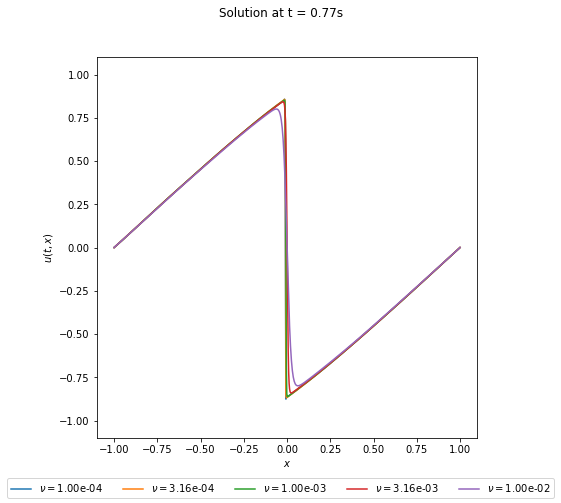 Solution at t = 0.77s
1.00
0.75
0.50
0.25
0.00
−0.25
−0.50
−0.75
−1.00
u(t, x)
−1.00 −0.75 −0.50 −0.25 0.00 0.25 0.50 0.75 1.00
x
ν = 1.00e-04 ν = 3.16e-04 ν = 1.00e-03 ν = 3.16e-03 ν = 1.00e-02